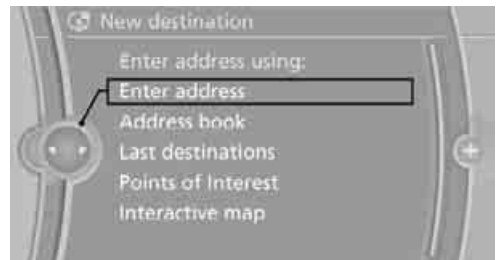 New destination
Enter address using:
Enter address
Address book
Last destinations
Points of Interest
Interactive map